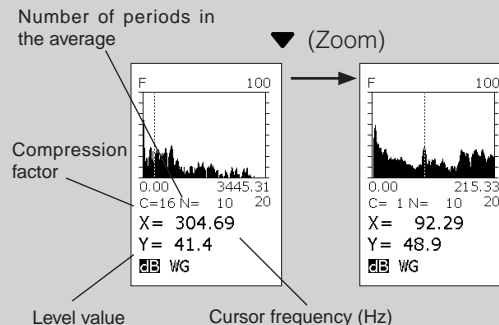 Number of periods in
the average
▼ (Zoom)
F 100
0.00 3445.31
C=16 N= 10 20
X= 304.69
Y= 41.4
dB WG
F 100
0.00 215.33
C= 1 N= 10 20
X= 92.29
Y= 48.9
dB WG
Compression
factor
Level value
Cursor frequency (Hz)